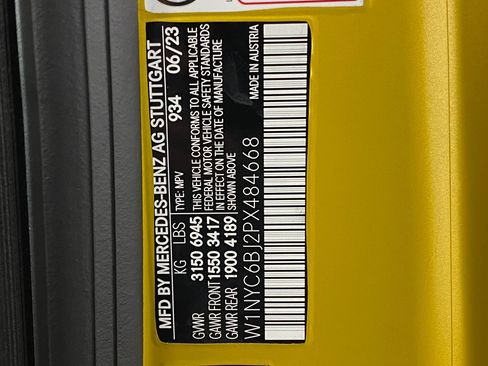 MFD BY MERCEDES-BENZ AG STUTTGART
934 06/23
KG LBS TYPE: MPV
GVWR 3150 6945
GAWR FRONT 1550 3417
GAWR REAR 1900 4189
THIS VEHICLE CONFORMS TO ALL APPLICABLE
FEDERAL MOTOR VEHICLE SAFETY STANDARDS
IN EFFECT ON THE DATE OF MANUFACTURE
SHOWN ABOVE
MADE IN AUSTRIA
W1NYC6BJ2PX484668